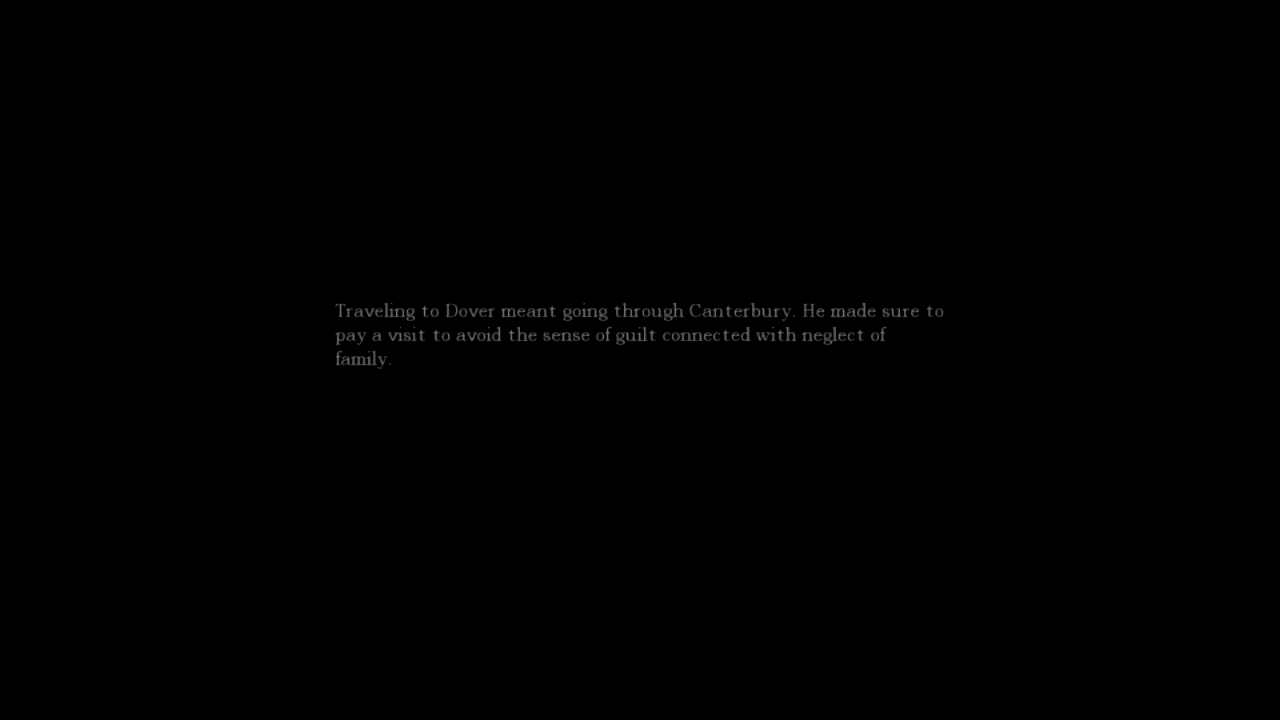 Traveling to Dover meant going through Canterbury. He made sure to
pay a visit to avoid the sense of guilt connected with neglect of
family.